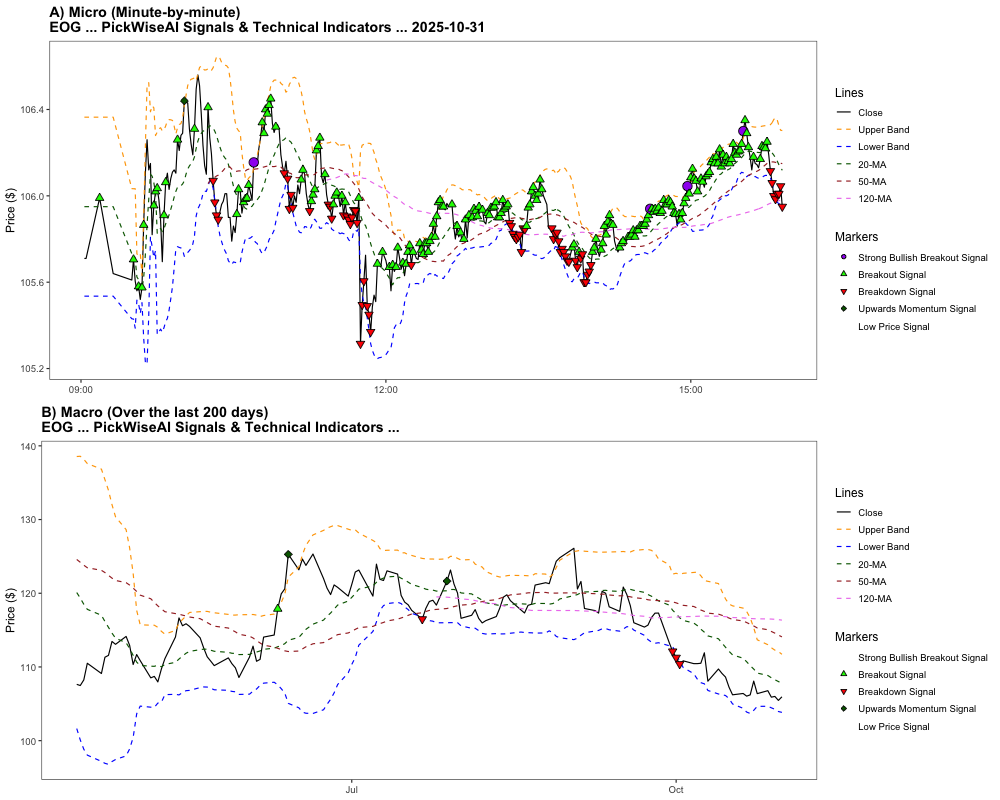 A) Micro (Minute-by-minute)
EOG ... PickWiseAI Signals & Technical Indicators ... 2025-10-31
Price ($)
106.4
106.0
105.6
105.2
09:00
12:00
15:00
Lines
Close
Upper Band
Lower Band
20-MA
50-MA
120-MA
Markers
Strong Bullish Breakout Signal
Breakout Signal
Breakdown Signal
Upwards Momentum Signal
Low Price Signal
B) Macro (Over the last 200 days)
EOG ... PickWiseAI Signals & Technical Indicators ...
Price ($)
140
130
120
110
100
Jul
Oct
Lines
Close
Upper Band
Lower Band
20-MA
50-MA
120-MA
Markers
Strong Bullish Breakout Signal
Breakout Signal
Breakdown Signal
Upwards Momentum Signal
Low Price Signal